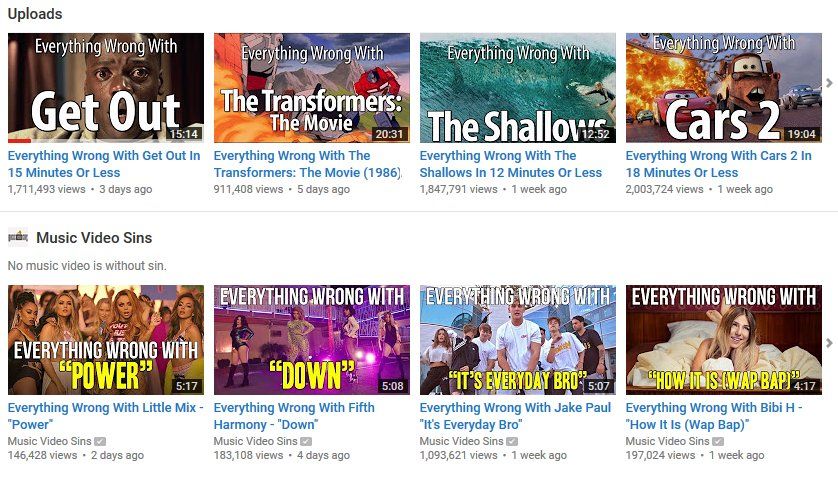 Uploads
Everything Wrong With
Get Out
15:14
Everything Wrong With
The Transformers:
The Movie
20:31
Everything Wrong With
The Shallows
12:52
Everything Wrong With
Cars 2
19:04
Everything Wrong With Get Out In
15 Minutes Or Less
1,711,493 views • 3 days ago
Everything Wrong With The
Transformers: The Movie (1986),
911,408 views • 5 days ago
Everything Wrong With The
Shallows In 12 Minutes Or Less
1,847,791 views • 1 week ago
Everything Wrong With Cars 2 In
18 Minutes Or Less
2,003,724 views • 1 week ago
Music Video Sins
No music video is without sin.
EVERYTHING WRONG WITH
"POWER"
5:17
EVERYTHING WRONG WITH
"DOWN"
5:08
EVERYTHING WRONG WITH
"IT'S EVERYDAY BRO"
5:07
EVERYTHING WRONG WITH
"HOW IT IS (WAP BAP)"
4:17
Everything Wrong With Little Mix -
"Power"
Music Video Sins
146,428 views • 2 days ago
Everything Wrong With Fifth
Harmony - "Down"
Music Video Sins
183,108 views • 4 days ago
Everything Wrong With Jake Paul
"It's Everyday Bro"
Music Video Sins
1,093,621 views • 1 week ago
Everything Wrong With Bibi H -
"How It Is (Wap Bap)"
Music Video Sins
197,024 views • 1 week ago